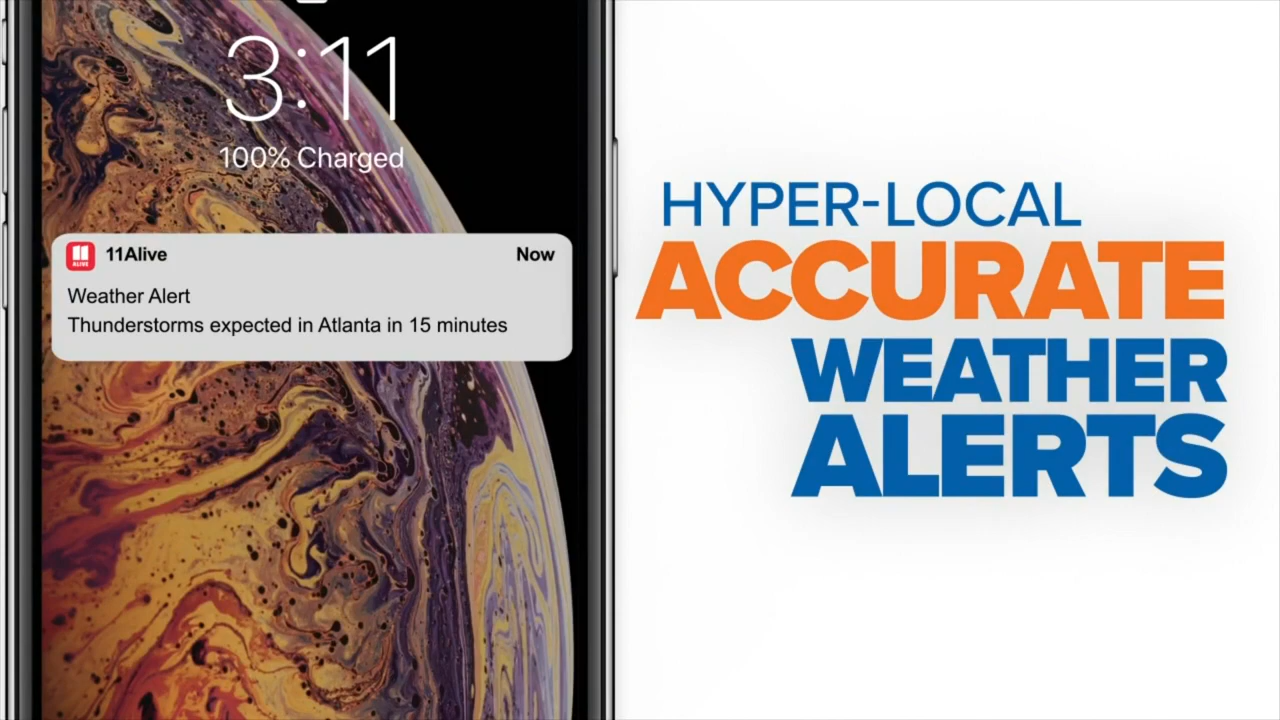 3:11
100% Charged
ALIVE
11Alive
Now
Weather Alert
Thunderstorms expected in Atlanta in 15 minutes
HYPER-LOCAL
ACCURATE
WEATHER
ALERTS